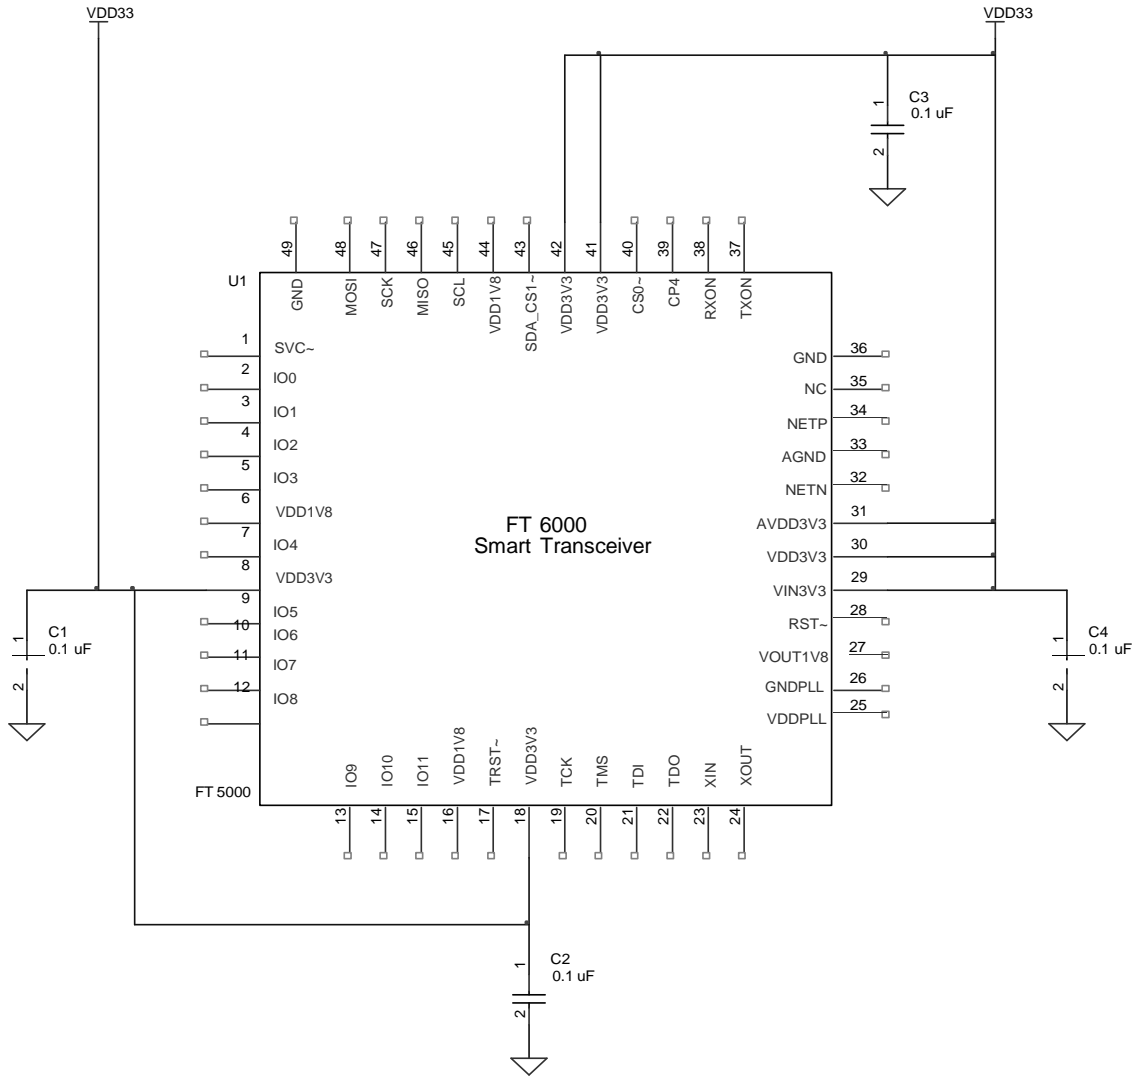 VDD33
VDD33
1
C3
0.1 uF
2
49
48
47
46
45
44
43
42
41
40
39
38
37
U1
GND
MOSI
SCK
MISO
SCL
VDD1V8
SDA_CS1~
VDD3V3
VDD3V3
CS0~
CP4
RXON
TXON
1
SVC~
2
IO0
3
IO1
4
IO2
5
IO3
6
VDD1V8
7
IO4
8
VDD3V3
9
IO5
10
IO6
11
IO7
12
IO8
FT 6000
Smart Transceiver
GND
36
NC
35
NETP
34
AGND
33
NETN
32
AVDD3V3
31
VDD3V3
30
VIN3V3
29
RST~
28
VOUT1V8
27
GNDPLL
26
VDDPLL
25
1
C1
0.1 uF
2
1
C4
0.1 uF
2
IO9
IO10
IO11
VDD1V8
TRST~
VDD3V3
TCK
TMS
TDI
TDO
XIN
XOUT
FT 5000
13
14
15
16
17
18
19
20
21
22
23
24
1
C2
0.1 uF
2